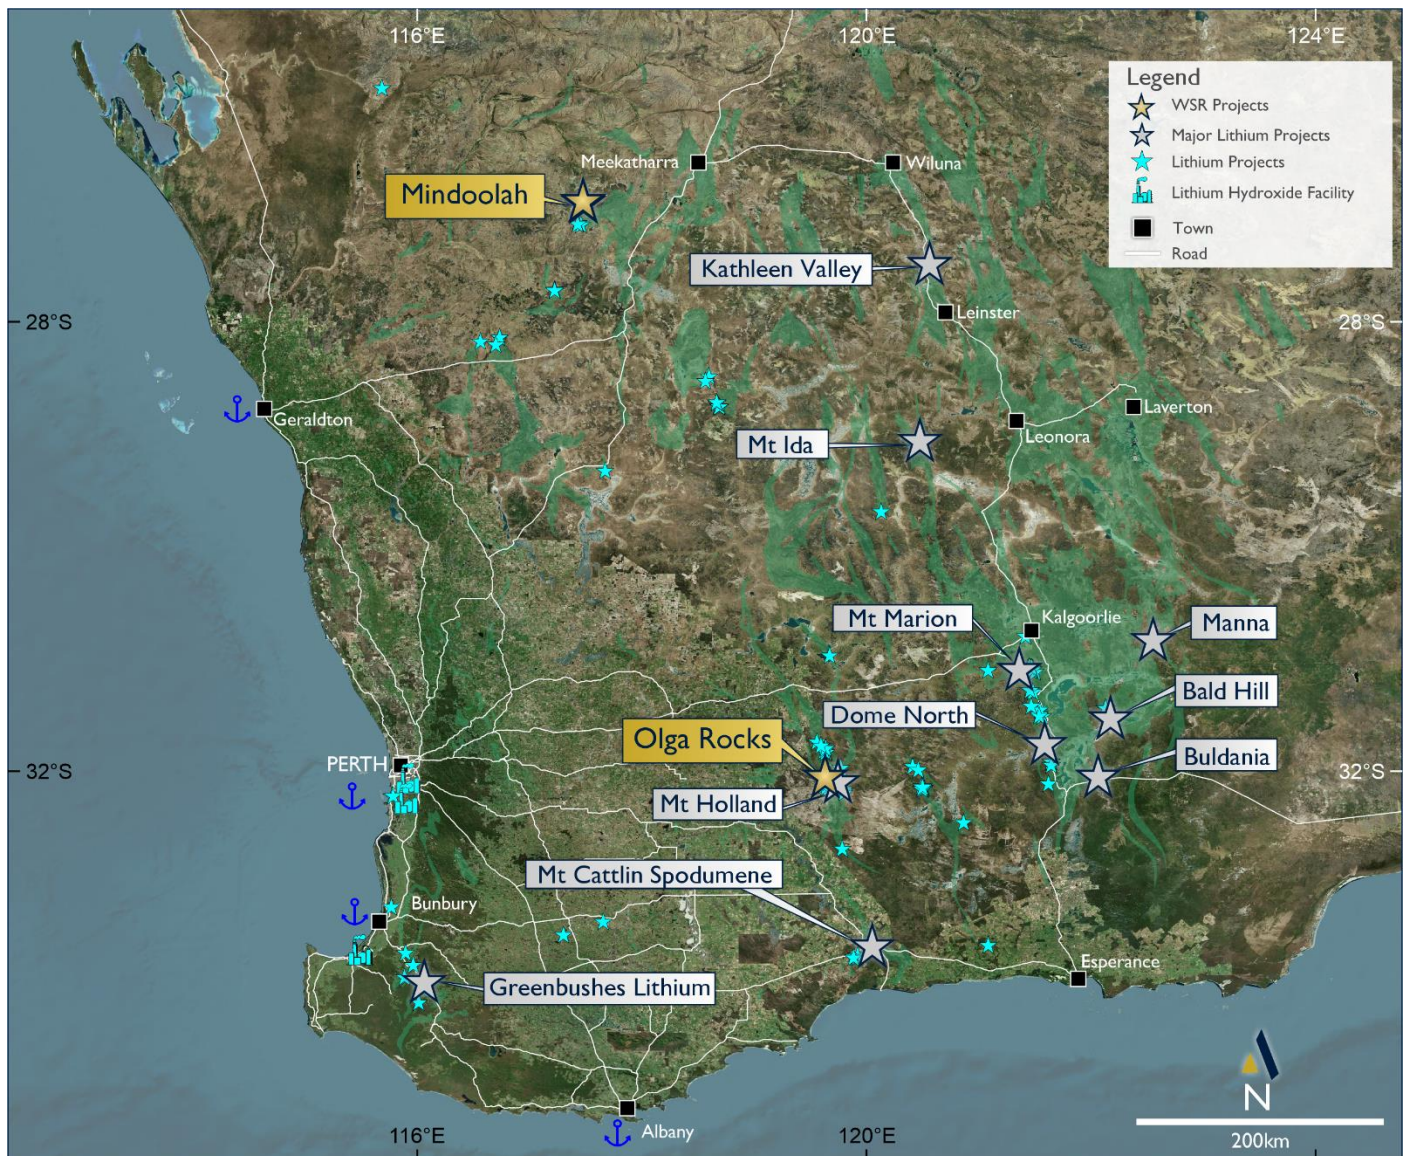 116°E
120°E
124°E
Legend
WSR Projects
Major Lithium Projects
Lithium Projects
Lithium Hydroxide Facility
Town
Road
Meekatharra
Wiluna
Mindoolah
Kathleen Valley
Leinster
28°S
28°S
Geraldton
Laverton
Leonora
Mt Ida
Kalgoorlie
Mt Marion
Manna
Bald Hill
Dome North
Olga Rocks
Buldania
PERTH
32°S
32°S
Mt Holland
Mt Cattlin Spodumene
Bunbury
Esperance
Greenbushes Lithium
N
Albany
116°E
120°E
200km